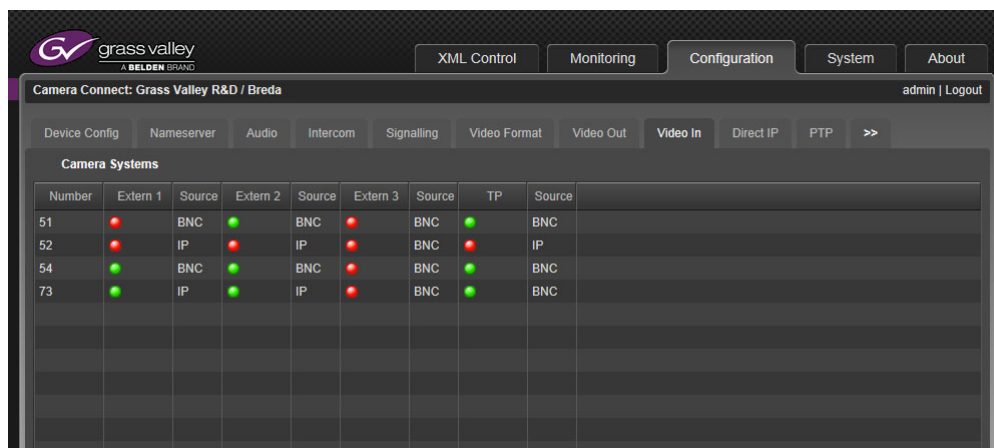 GV grass valley
A BELDEN BRAND
XML Control Monitoring Configuration System About
Camera Connect: Grass Valley R&D / Breda admin | Logout
Device Config Nameserver Audio Intercom Signalling Video Format Video Out Video In Direct IP PTP >>
Camera Systems
Number Extern 1 Source Extern 2 Source Extern 3 Source TP Source
51 BNC BNC BNC BNC
52 IP IP BNC IP
54 BNC BNC BNC BNC
73 IP IP BNC BNC